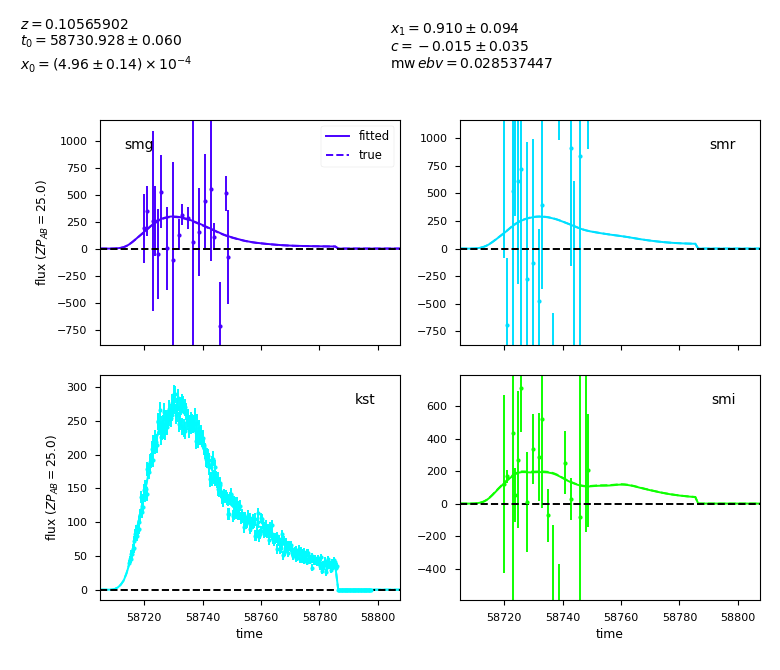 z = 0.10565902
t₀ = 58730.928 ± 0.060
x₀ = (4.96 ± 0.14) × 10⁻⁴
x₁ = 0.910 ± 0.094
c = −0.015 ± 0.035
mw ebv = 0.028537447
smg
fitted
true
1000
750
500
250
0
−250
−500
−750
flux (ZP_AB = 25.0)
smr
1000
750
500
250
0
−250
−500
−750
kst
300
250
200
150
100
50
0
flux (ZP_AB = 25.0)
58720 58740 58760 58780 58800
time
smi
600
400
200
0
−200
−400
58720 58740 58760 58780 58800
time